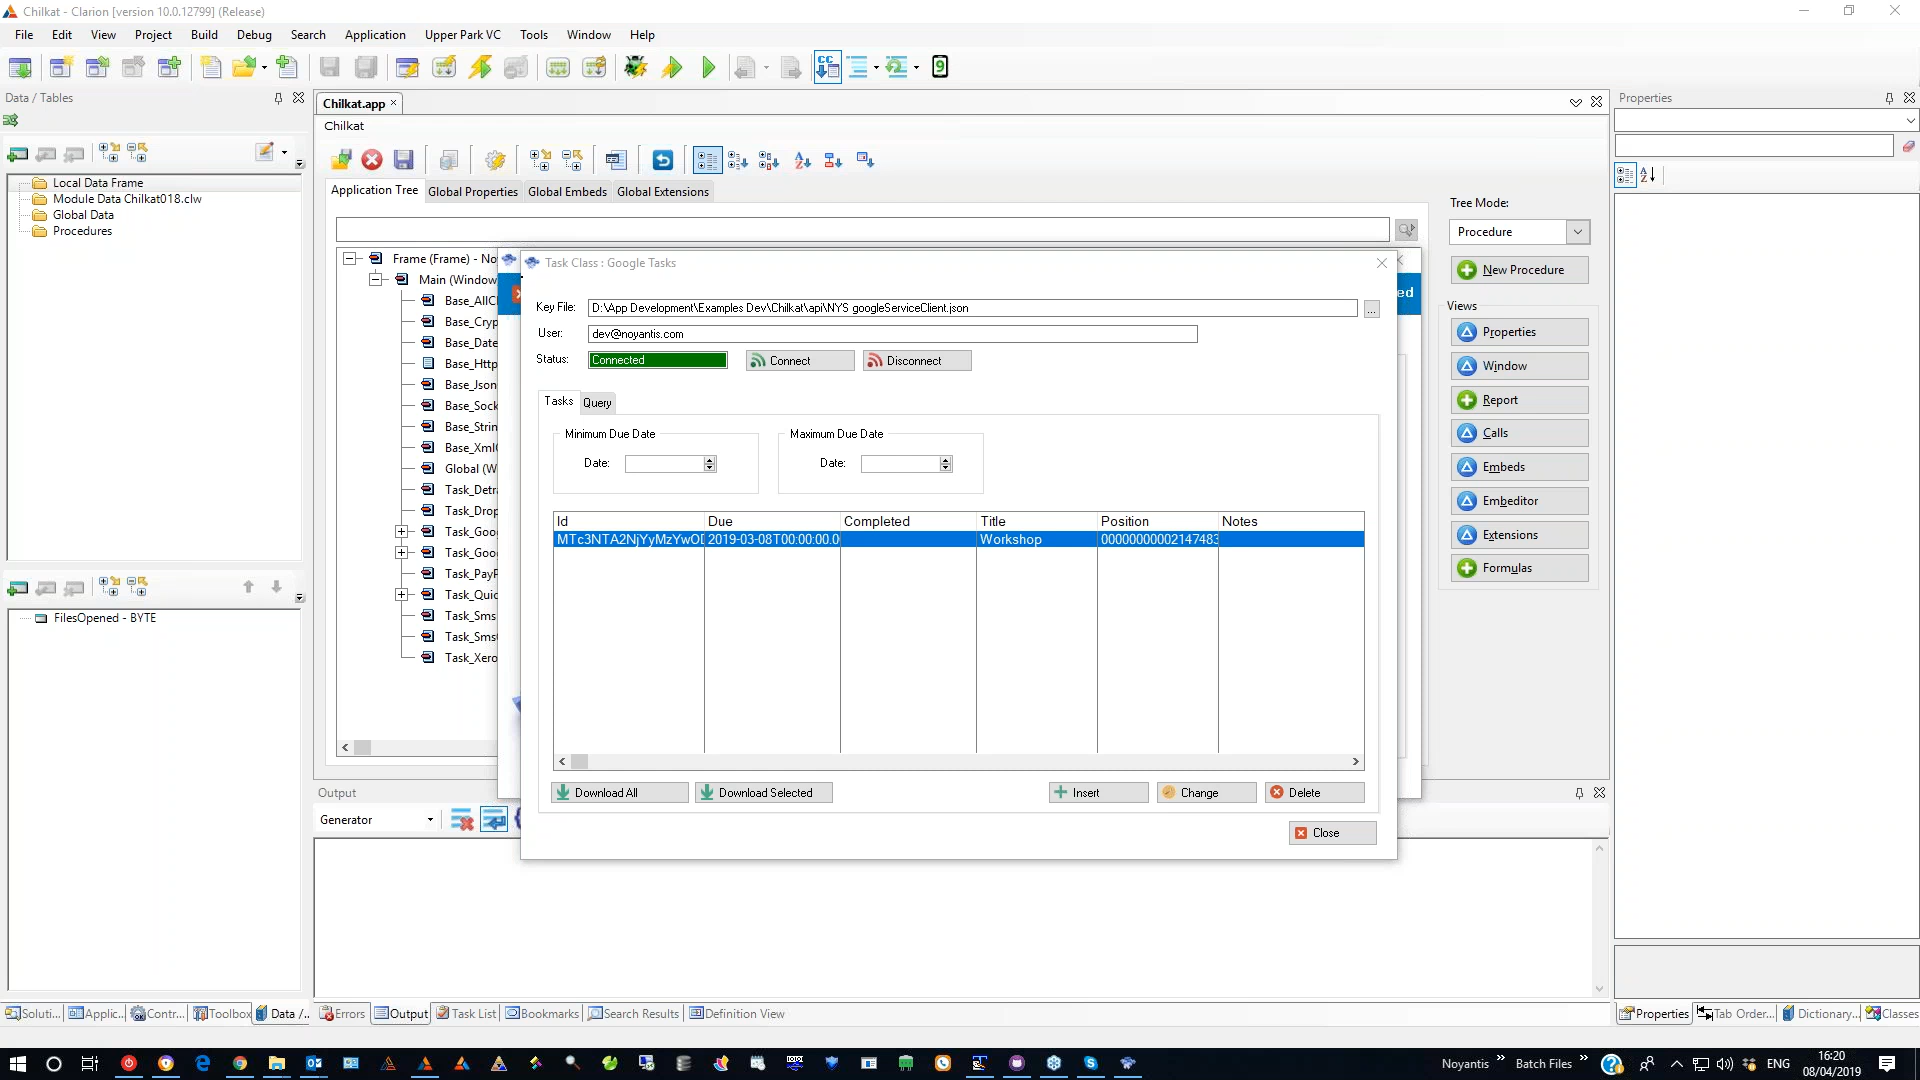 Chilkat - Clarion [version 10.0.12799] (Release)
File Edit View Project Build Debug Search Application Upper Park VC Tools Window Help
Data / Tables
Local Data Frame
Module Data Chilkat018.clw
Global Data
Procedures
FilesOpened - BYTE
Chilkat.app
Chilkat
Application Tree Global Properties Global Embeds Global Extensions
Frame (Frame) - No
Main (Window
Base_AllCl
Base_Cryp
Base_Date
Base_Http
Base_Json
Base_Sock
Base_Strin
Base_Xml
Global (W
Task_Detra
Task_Drop
Task_Goo
Task_Goo
Task_PayP
Task_Quic
Task_Sms
Task_Sms
Task_Xero
Task Class : Google Tasks
ed
Key File: D:\App Development\Examples Dev\Chilkat\api\NYS googleServiceClient.json ...
User: dev@noyantis.com
Status: Connected Connect Disconnect
Tasks Query
Minimum Due Date Maximum Due Date
Date: Date:
Id Due Completed Title Position Notes
MTc3NTA2NjYyMzYwOD 2019-03-08T00:00:00.0 Workshop 00000000002147483
Download All Download Selected Insert Change Delete
Close
Tree Mode:
Procedure
New Procedure
Views
Properties
Window
Report
Calls
Embeds
Embeditor
Extensions
Formulas
Properties
Output
Generator
Soluti... Applic... Contr... Toolbox Data /... Errors Output Task List Bookmarks Search Results Definition View Properties Tab Order... Dictionary... Classes
Noyantis Batch Files ENG 16:20
08/04/2019